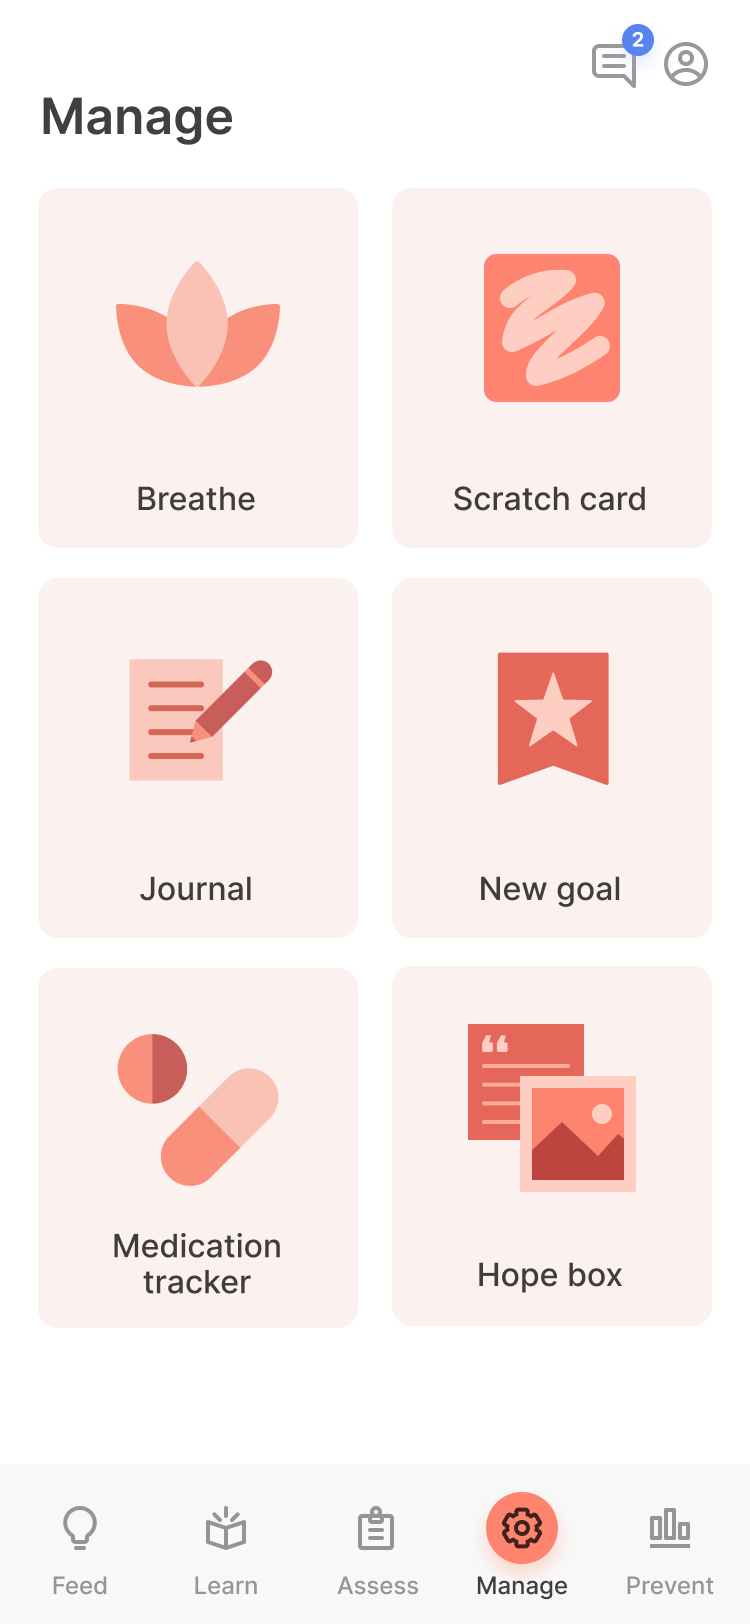 2
Manage
Breathe
Scratch card
Journal
New goal
Medication
tracker
Hope box
Feed
Learn
Assess
Manage
Prevent